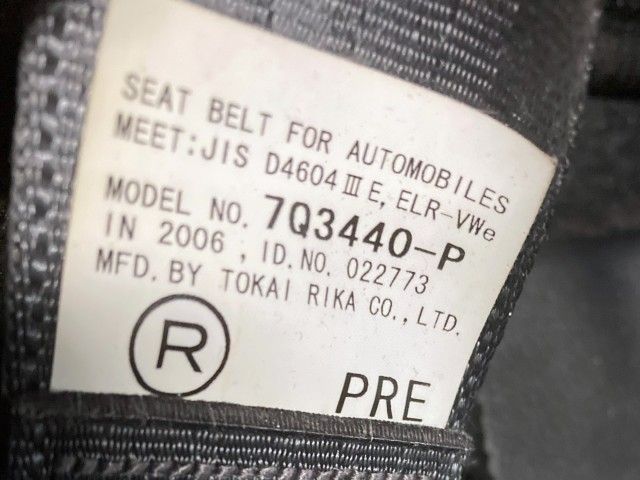 SEAT BELT FOR AUTOMOBILES
MEET:JIS D4604ⅢE, ELR-VWe
MODEL NO. 7Q3440-P
IN 2006, ID.NO. 022773
MFD. BY TOKAI RIKA CO., LTD.
R PRE